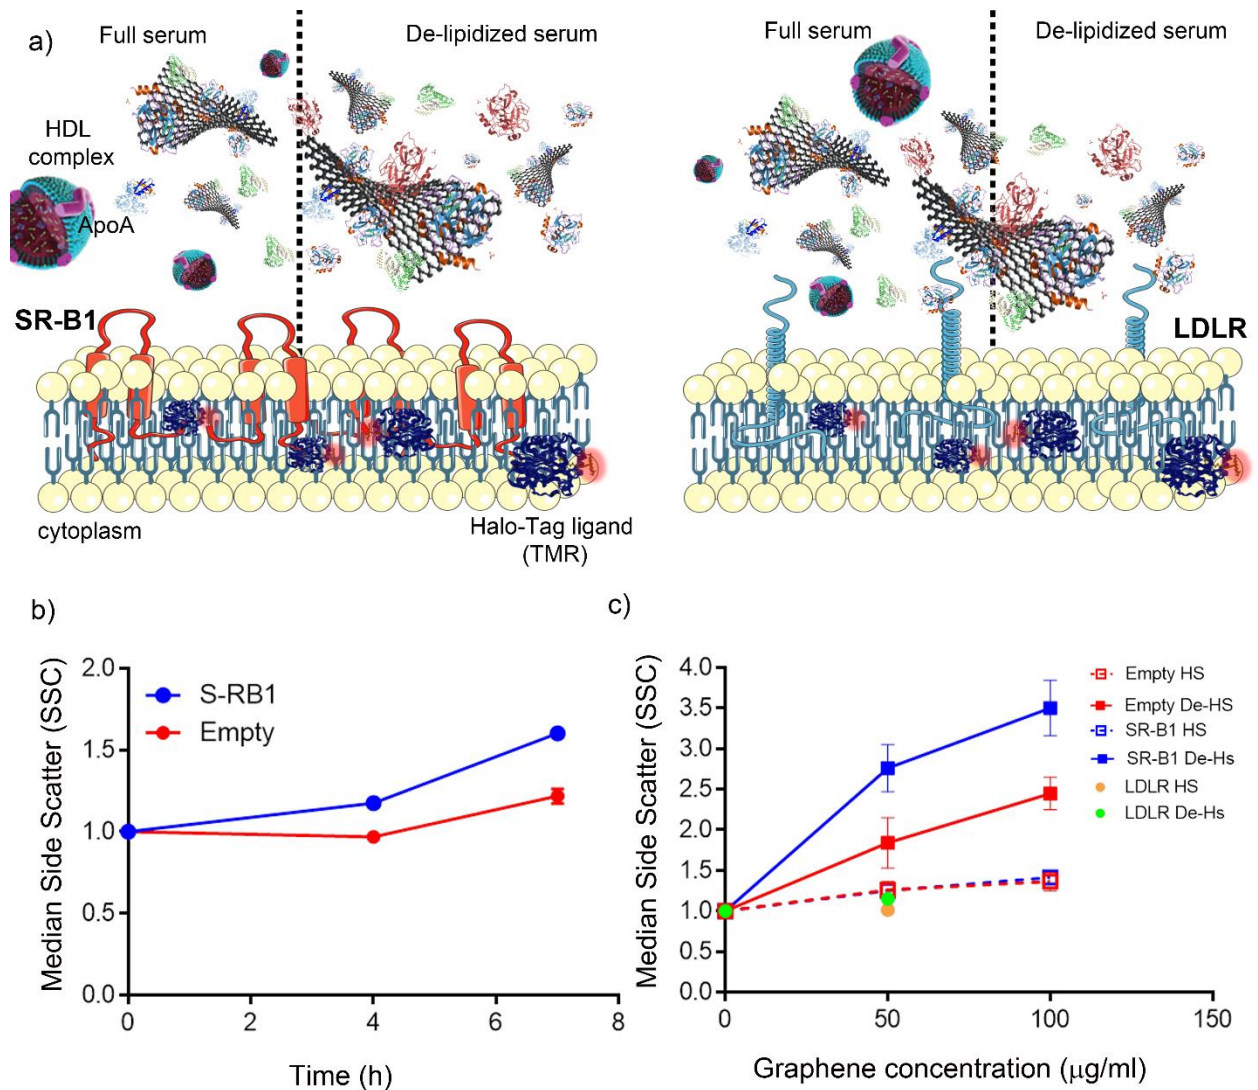 a)
Full serum
De-lipidized serum
HDL
complex
ApoA
SR-B1
cytoplasm
Halo-Tag ligand
(TMR)
Full serum
De-lipidized serum
LDLR
b)
Median Side Scatter (SSC)
2.0
1.5
1.0
0.5
0.0
S-RB1
Empty
0
2
4
6
8
Time (h)
c)
Median Side Scatter (SSC)
4.0
3.5
3.0
2.5
2.0
1.5
1.0
0.5
0.0
Empty HS
Empty De-HS
SR-B1 HS
SR-B1 De-Hs
LDLR HS
LDLR De-Hs
0
50
100
150
Graphene concentration (μg/ml)